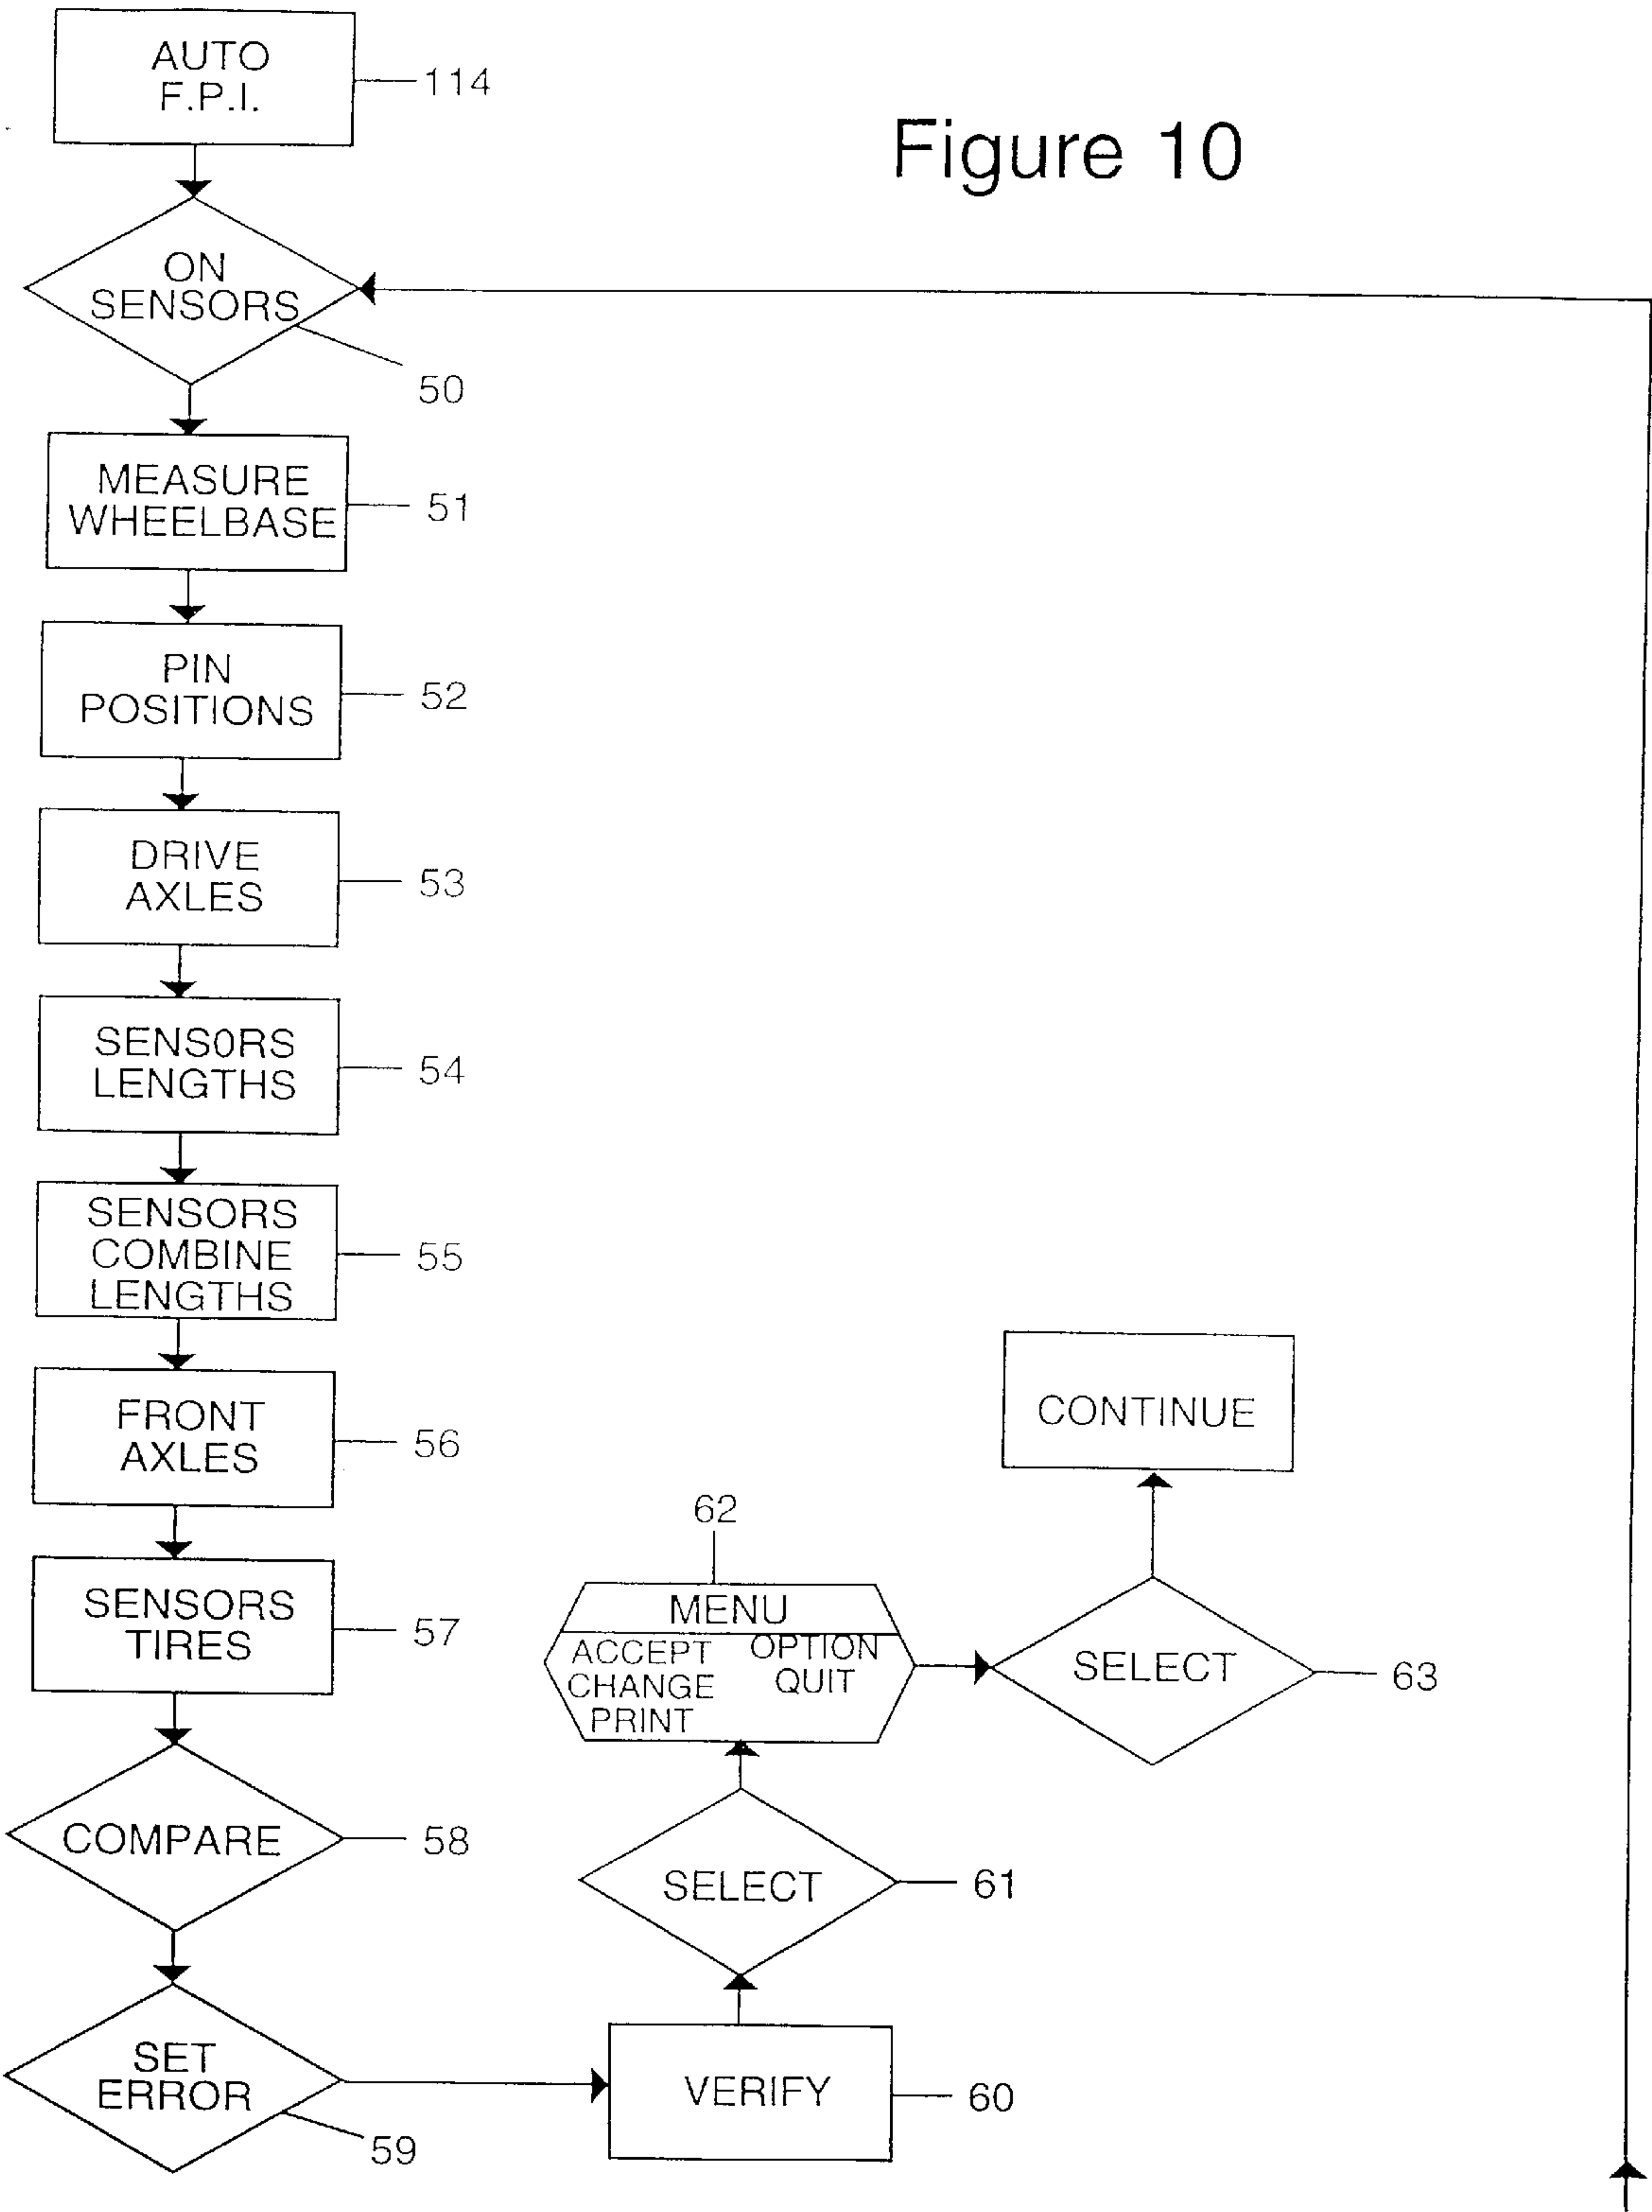 Figure 10
AUTO
F.P.I.
114
ON
SENSORS
50
MEASURE
WHEELBASE
51
PIN
POSITIONS
52
DRIVE
AXLES
53
SENSORS
LENGTHS
54
SENSORS
COMBINE
LENGTHS
55
FRONT
AXLES
56
SENSORS
TIRES
57
COMPARE
58
SET
ERROR
59
VERIFY
60
SELECT
61
62
MENU
ACCEPT OPTION
CHANGE QUIT
PRINT
SELECT
63
CONTINUE